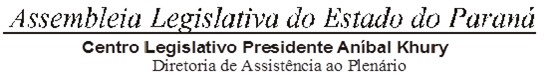 Assembleia Legislativa do Estado do Paraná
Centro Legislativo Presidente Aníbal Khury
Diretoria de Assistência ao Plenário